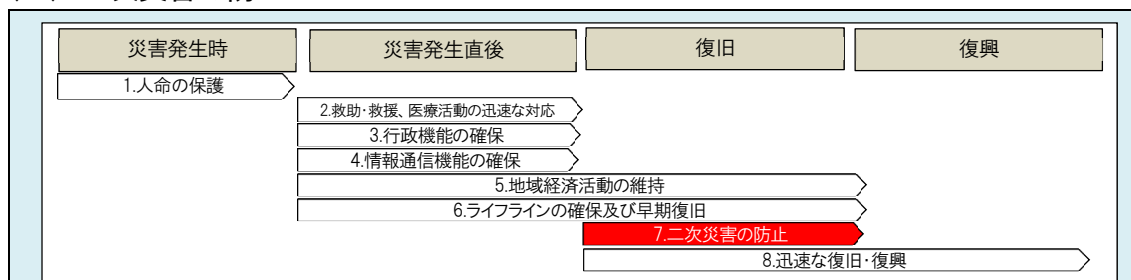 災害発生時 災害発生直後 復旧 復興
1.人命の保護
2.救助・救援、医療活動の迅速な対応
3.行政機能の確保
4.情報通信機能の確保
5.地域経済活動の維持
6.ライフラインの確保及び早期復旧
7.二次災害の防止
8.迅速な復旧・復興